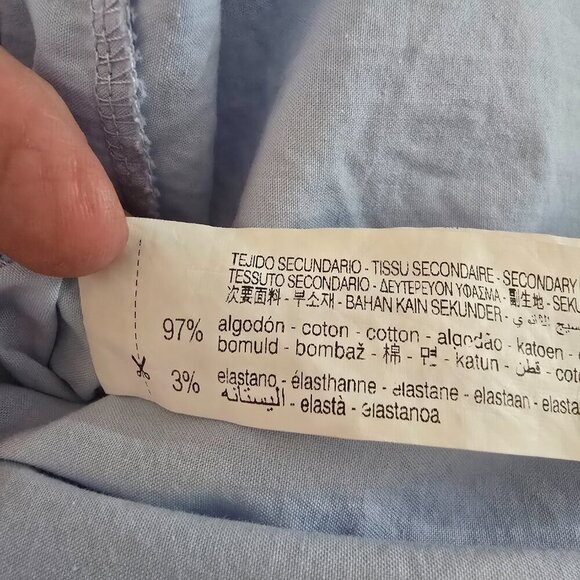 TEJIDO SECUNDARIO - TISSU SECONDAIRE - SECONDARY
TESSUTO SECONDARIO - ΔΕΥΤΕΡΕΥΟΝ ΥΦΑΣΜΑ - 副生地 - SEKU
次要面料 - 부소재 - BAHAN KAIN SEKUNDER -
97% algodón - coton - cotton - algodão - katoen -
bomuld - bombaž - 棉 - 면 - katun - قطن -
3% elastano - élasthanne - elastane - elastaan - elasta
- elastà - elastanoa